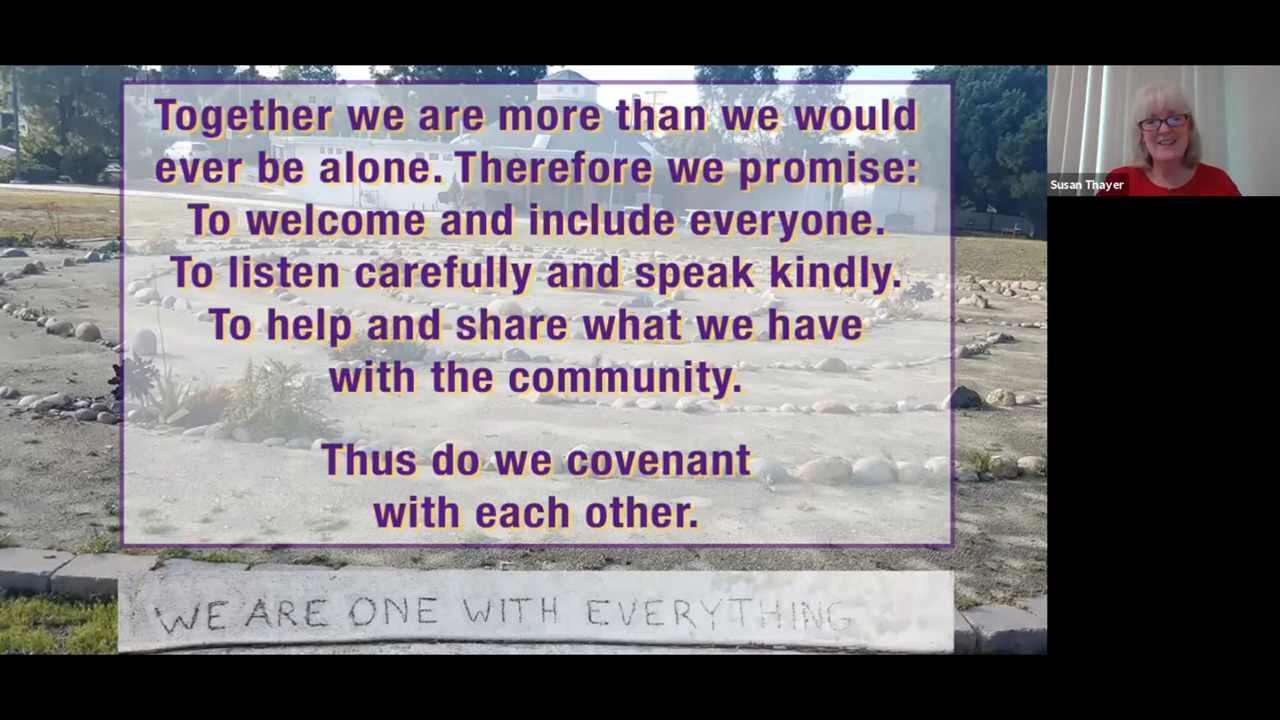 Together we are more than we would
ever be alone. Therefore we promise:
To welcome and include everyone.
To listen carefully and speak kindly.
To help and share what we have
with the community.
Thus do we covenant
with each other.
WE ARE ONE WITH EVERYTHING
Susan Thayer